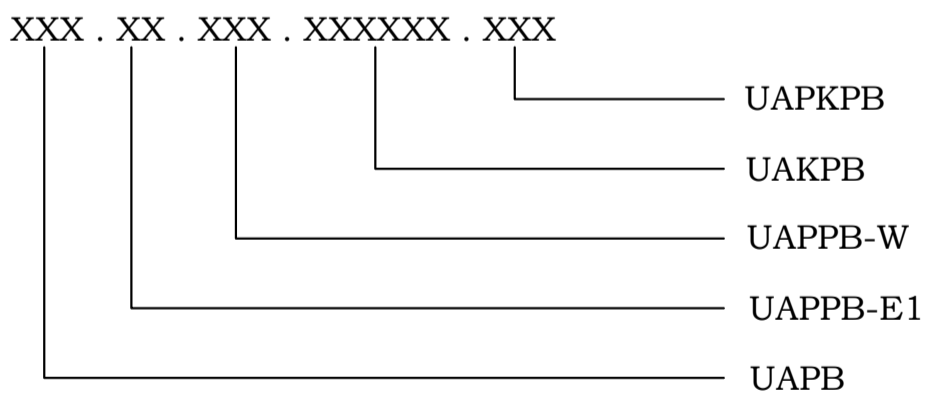 XXX . XX . XXX . XXXXXX . XXX
UAPKPB
UAKPB
UAPPB-W
UAPPB-E1
UAPB